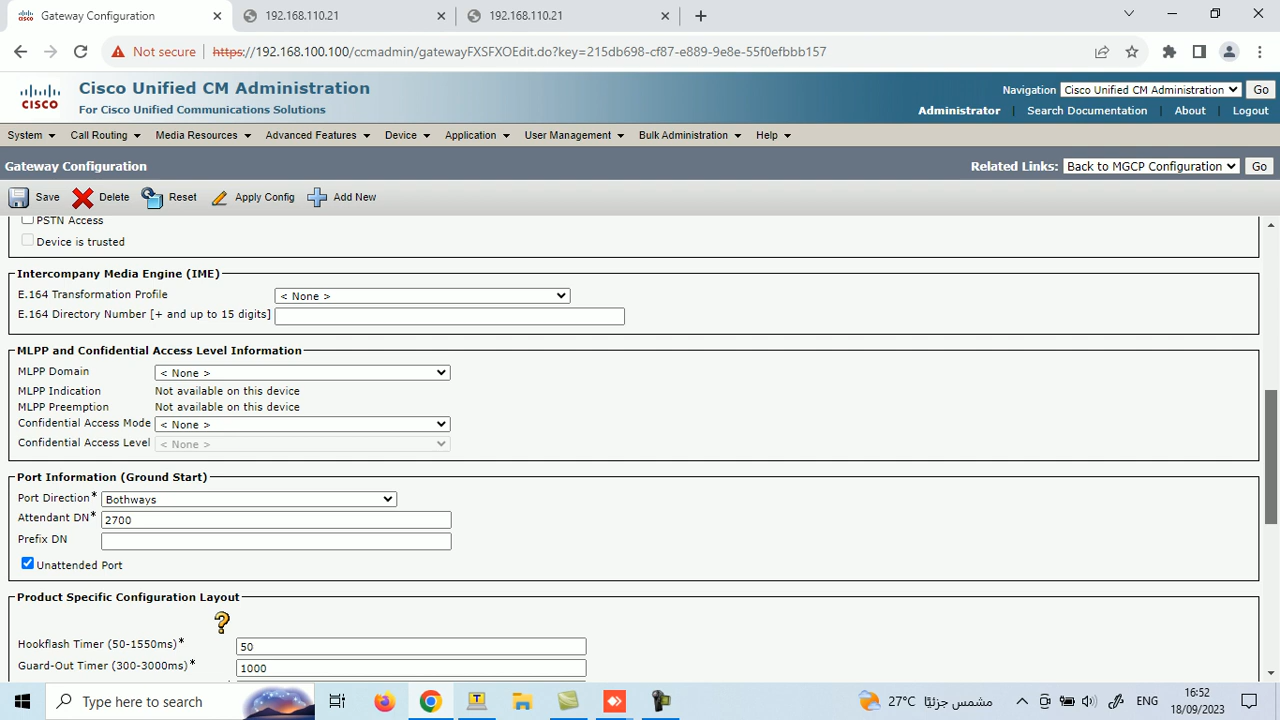 Gateway Configuration
192.168.110.21
192.168.110.21
Not secure
https://192.168.100.100/ccmadmin/gatewayFXSFXOEdit.do?key=215db698-cf87-e889-9e8e-55f0efbbb157
CISCO
Cisco Unified CM Administration
For Cisco Unified Communications Solutions
Navigation Cisco Unified CM Administration Go
Administrator | Search Documentation | About | Logout
System Call Routing Media Resources Advanced Features Device Application User Management Bulk Administration Help
Gateway Configuration
Related Links: Back to MGCP Configuration Go
Save Delete Reset Apply Config Add New
PSTN Access
Device is trusted
Intercompany Media Engine (IME)
E.164 Transformation Profile < None >
E.164 Directory Number [+ and up to 15 digits]
MLPP and Confidential Access Level Information
MLPP Domain < None >
MLPP Indication Not available on this device
MLPP Preemption Not available on this device
Confidential Access Mode < None >
Confidential Access Level < None >
Port Information (Ground Start)
Port Direction* Bothways
Attendant DN* 2700
Prefix DN
Unattended Port
Product Specific Configuration Layout
?
Hookflash Timer (50-1550ms)* 50
Guard-Out Timer (300-3000ms)* 1000
Type here to search
27°C مشمس جزئيًا
ENG
16:52
18/09/2023